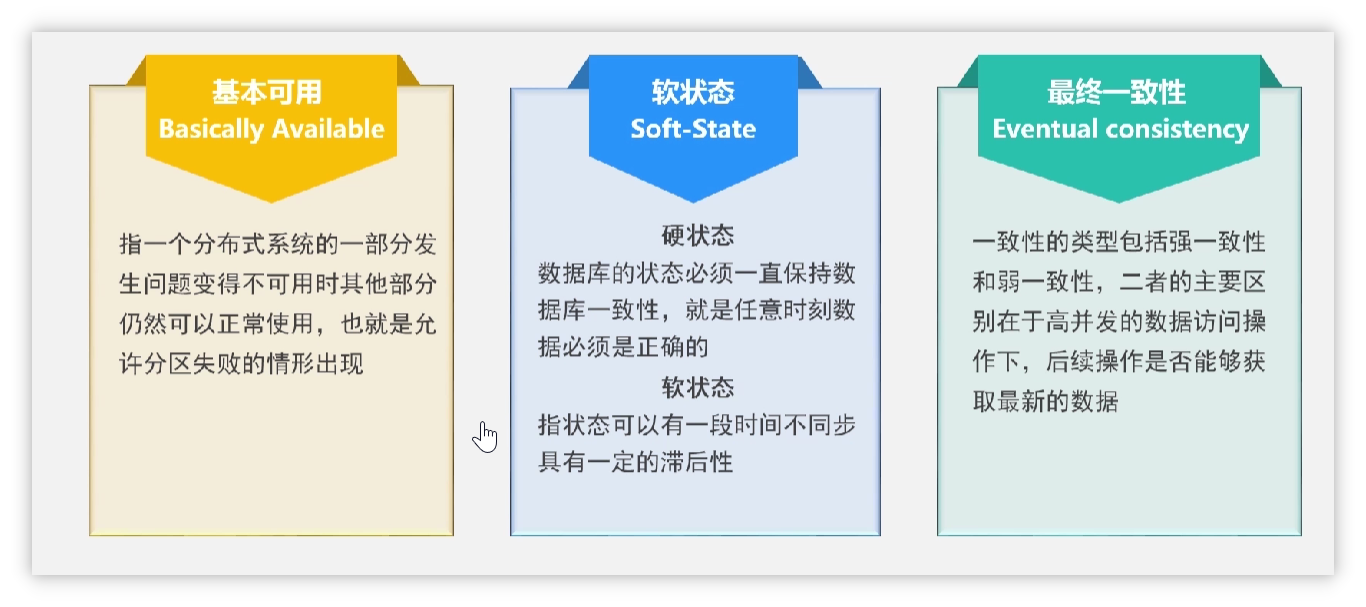 基本可用
Basically Available
指一个分布式系统的一部分发
生问题变得不可用时其他部分
仍然可以正常使用，也就是允
许分区失败的情形出现
软状态
Soft-State
硬状态
数据库的状态必须一直保持数
据库一致性，就是任意时刻数
据必须是正确的
软状态
指状态可以有一段时间不同步
具有一定的滞后性
最终一致性
Eventual consistency
一致性的类型包括强一致性
和弱一致性，二者的主要区
别在于高并发的数据访问操
作下，后续操作是否能够获
取最新的数据